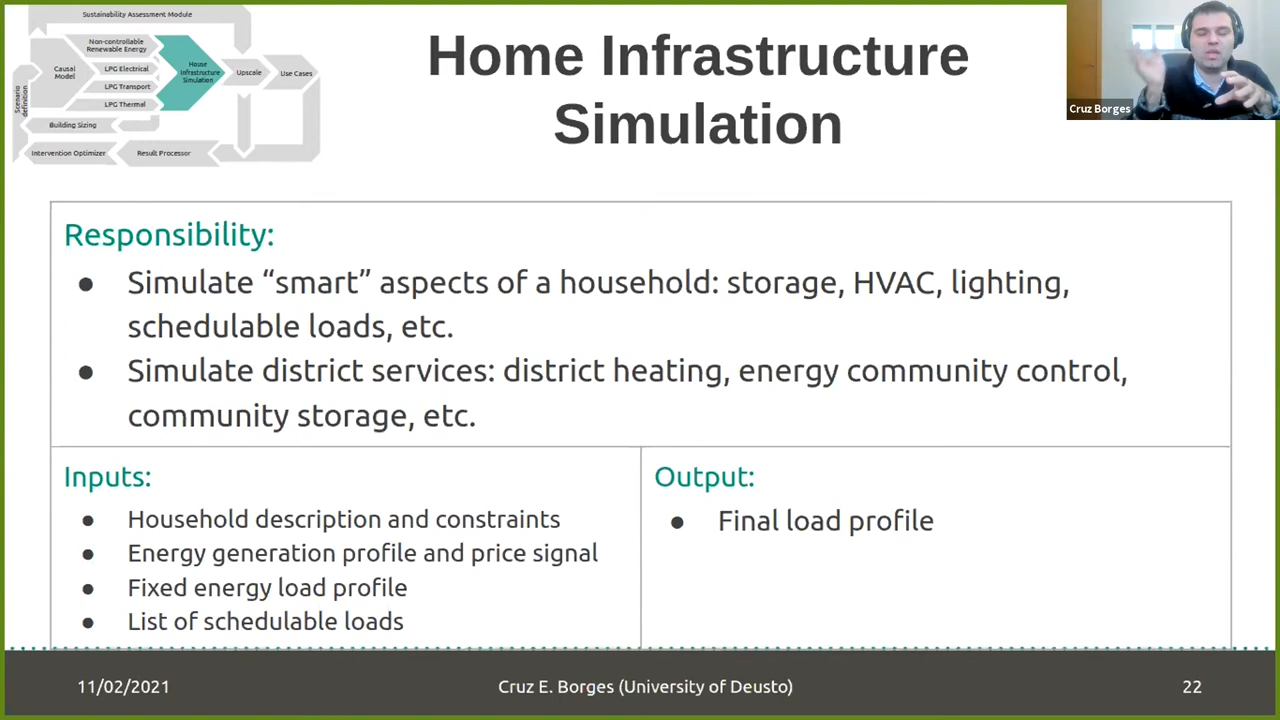 Sustainability Assessment Module
Non-controllable
Renewable Energy
Causal
Model
LPG Electrical
LPG Transport
LPG Thermal
House
Infrastructure
Simulation
Upscale
Use Cases
Scenario
definition
Building Sizing
Intervention Optimizer
Result Processor
Home Infrastructure
Simulation
Cruz Borges
Responsibility:
● Simulate “smart” aspects of a household: storage, HVAC, lighting,
schedulable loads, etc.
● Simulate district services: district heating, energy community control,
community storage, etc.
Inputs:
● Household description and constraints
● Energy generation profile and price signal
● Fixed energy load profile
● List of schedulable loads
Output:
● Final load profile
11/02/2021
Cruz E. Borges (University of Deusto)
22